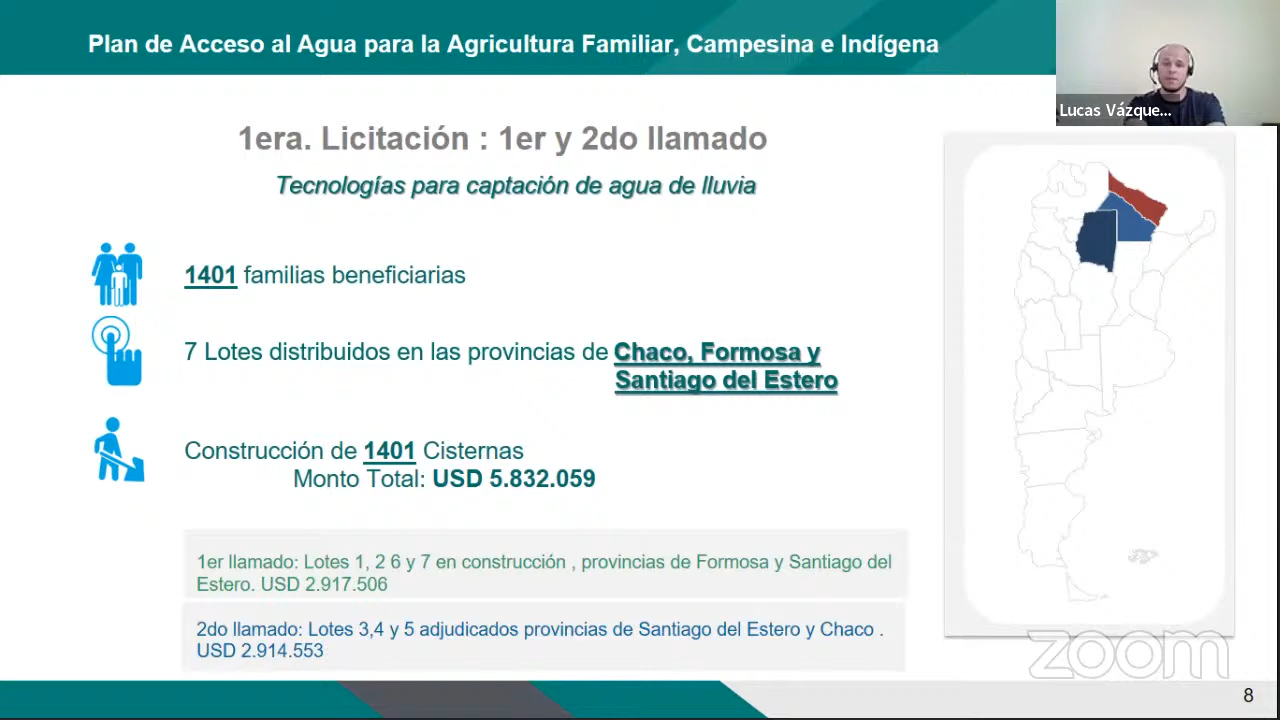 Plan de Acceso al Agua para la Agricultura Familiar, Campesina e Indígena
Lucas Vázque...
1era. Licitación : 1er y 2do llamado
Tecnologías para captación de agua de lluvia
1401 familias beneficiarias
7 Lotes distribuidos en las provincias de Chaco, Formosa y
Santiago del Estero
Construcción de 1401 Cisternas
Monto Total: USD 5.832.059
1er llamado: Lotes 1, 2 6 y 7 en construcción , provincias de Formosa y Santiago del
Estero. USD 2.917.506
2do llamado: Lotes 3,4 y 5 adjudicados provincias de Santiago del Estero y Chaco .
USD 2.914.553
zoom
8